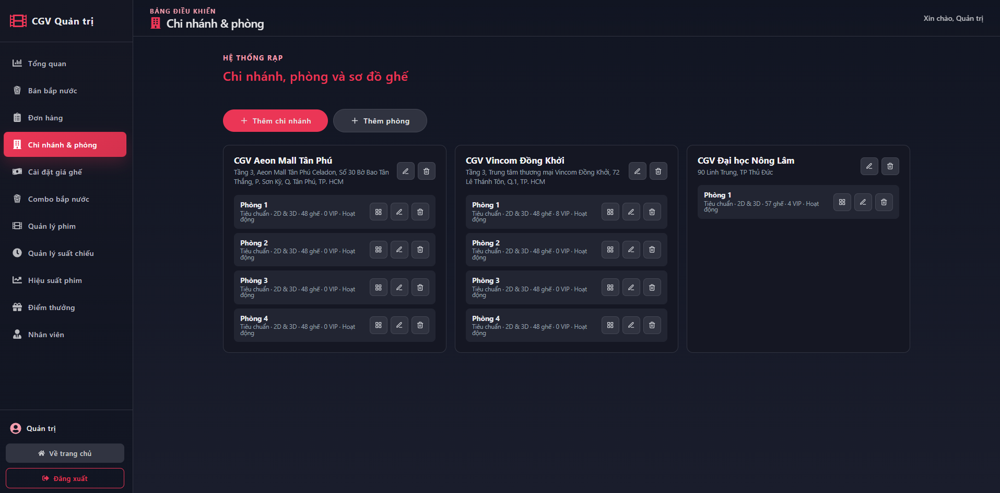 CGV Quản trị
Tổng quan
Bán bắp nước
Đơn hàng
Chi nhánh & phòng
Cài đặt giá ghế
Combo bắp nước
Quản lý phim
Quản lý suất chiếu
Hiệu suất phim
Điểm thưởng
Nhân viên
Quản trị
Về trang chủ
Đăng xuất
BẢNG ĐIỀU KHIỂN
Chi nhánh & phòng
Xin chào, Quản trị
HỆ THỐNG RẠP
Chi nhánh, phòng và sơ đồ ghế
+ Thêm chi nhánh
+ Thêm phòng
CGV Aeon Mall Tân Phú
Tầng 3, Aeon Mall Tân Phú Celadon, Số 30 Bờ Bao Tân
Thắng, P. Sơn Kỳ, Q. Tân Phú, TP. HCM
Phòng 1
Tiêu chuẩn · 2D & 3D · 48 ghế · 0 VIP · Hoạt
động
Phòng 2
Tiêu chuẩn · 2D & 3D · 48 ghế · 0 VIP · Hoạt
động
Phòng 3
Tiêu chuẩn · 2D & 3D · 48 ghế · 0 VIP · Hoạt
động
Phòng 4
Tiêu chuẩn · 2D & 3D · 48 ghế · 0 VIP · Hoạt
động
CGV Vincom Đồng Khởi
Tầng 3, Trung tâm thương mại Vincom Đồng Khởi, 72
Lê Thánh Tôn, Q.1, TP. HCM
Phòng 1
Tiêu chuẩn · 2D & 3D · 48 ghế · 8 VIP · Hoạt
động
Phòng 2
Tiêu chuẩn · 2D & 3D · 48 ghế · 0 VIP · Hoạt
động
Phòng 3
Tiêu chuẩn · 2D & 3D · 48 ghế · 0 VIP · Hoạt
động
Phòng 4
Tiêu chuẩn · 2D & 3D · 48 ghế · 0 VIP · Hoạt
động
CGV Đại học Nông Lâm
90 Linh Trung, TP Thủ Đức
Phòng 1
Tiêu chuẩn · 2D & 3D · 57 ghế · 4 VIP · Hoạt
động